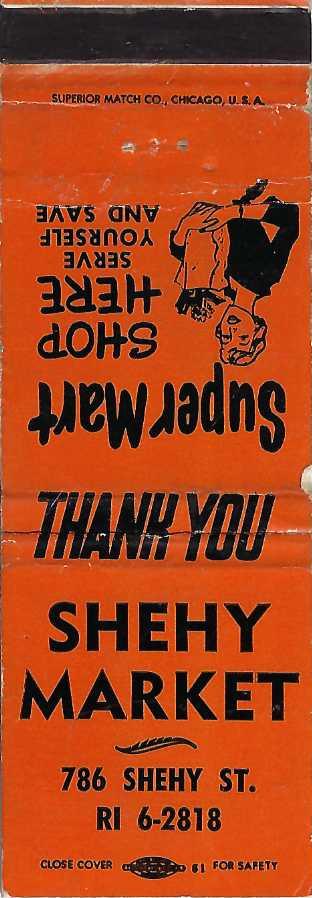 SUPERIOR MATCH CO., CHICAGO, U.S.A.
Super Mart
SHOP
HERE
SERVE
YOURSELF
AND SAVE
THANK YOU
SHEHY
MARKET
786 SHEHY ST.
RI 6-2818
CLOSE COVER 61 FOR SAFETY